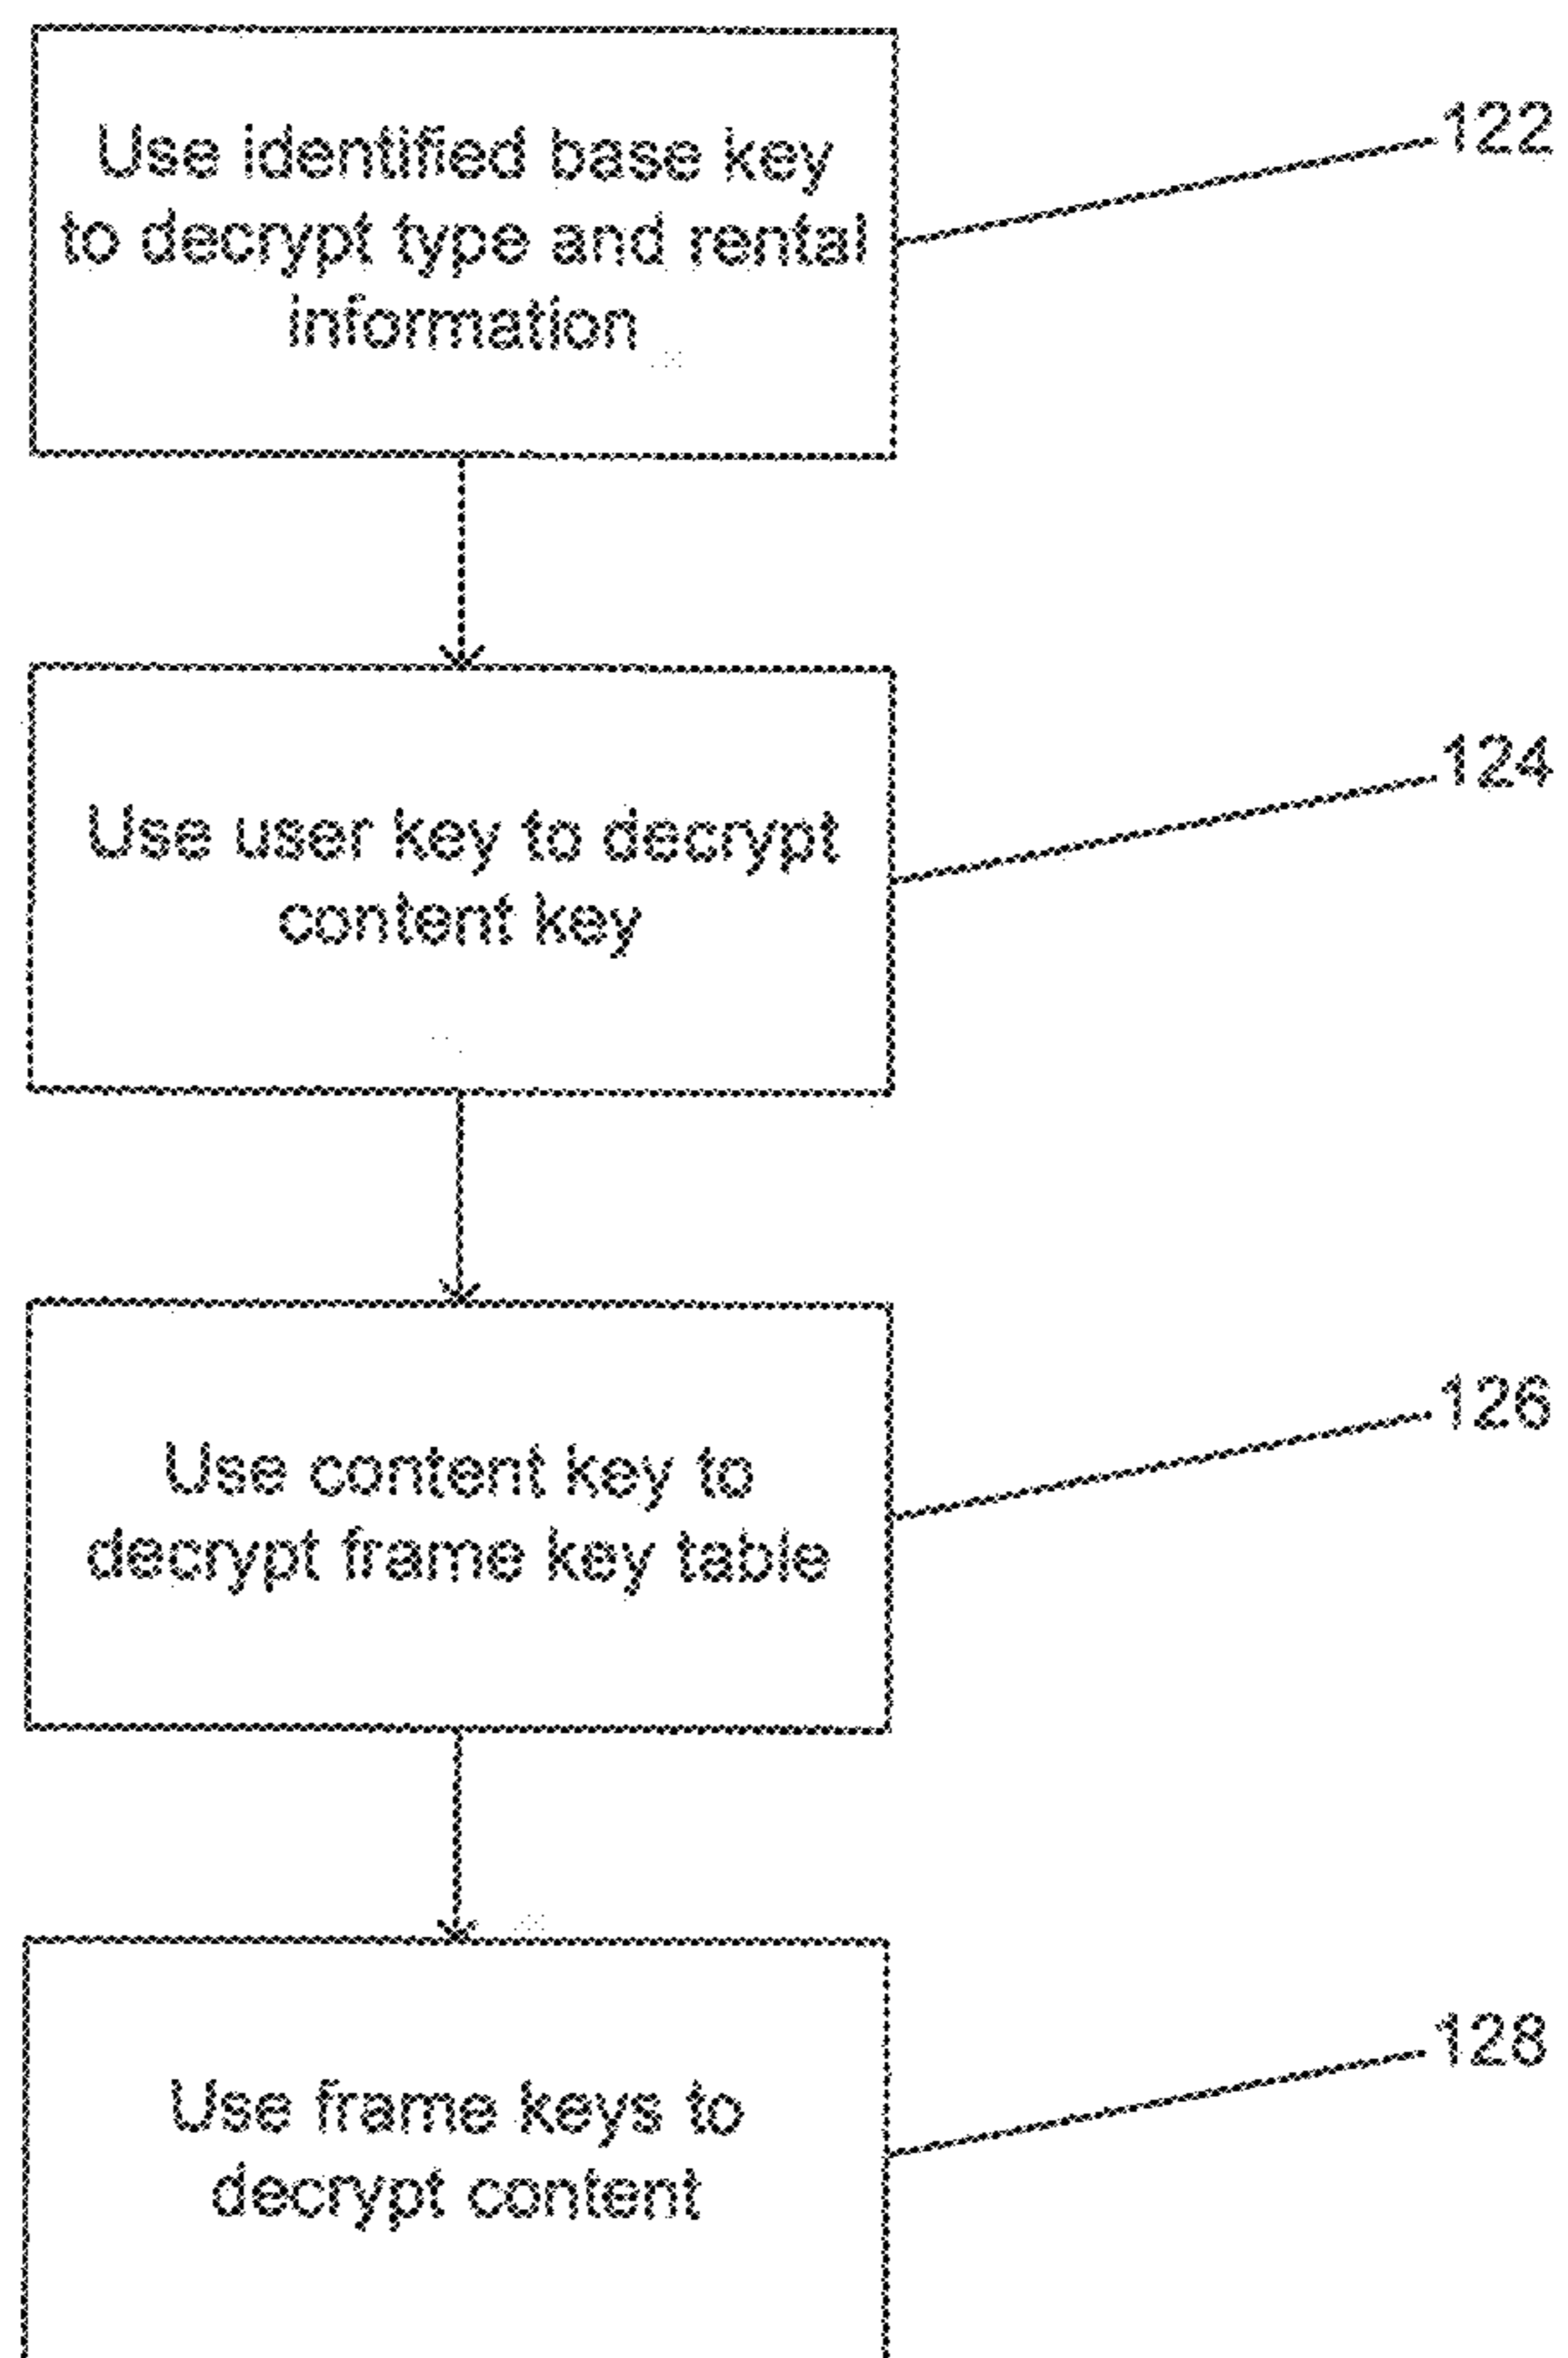 Use identified base key
to decrypt type and rental
information
122
Use user key to decrypt
content key
124
Use content key to
decrypt frame key table
126
Use frame keys to
decrypt content
128